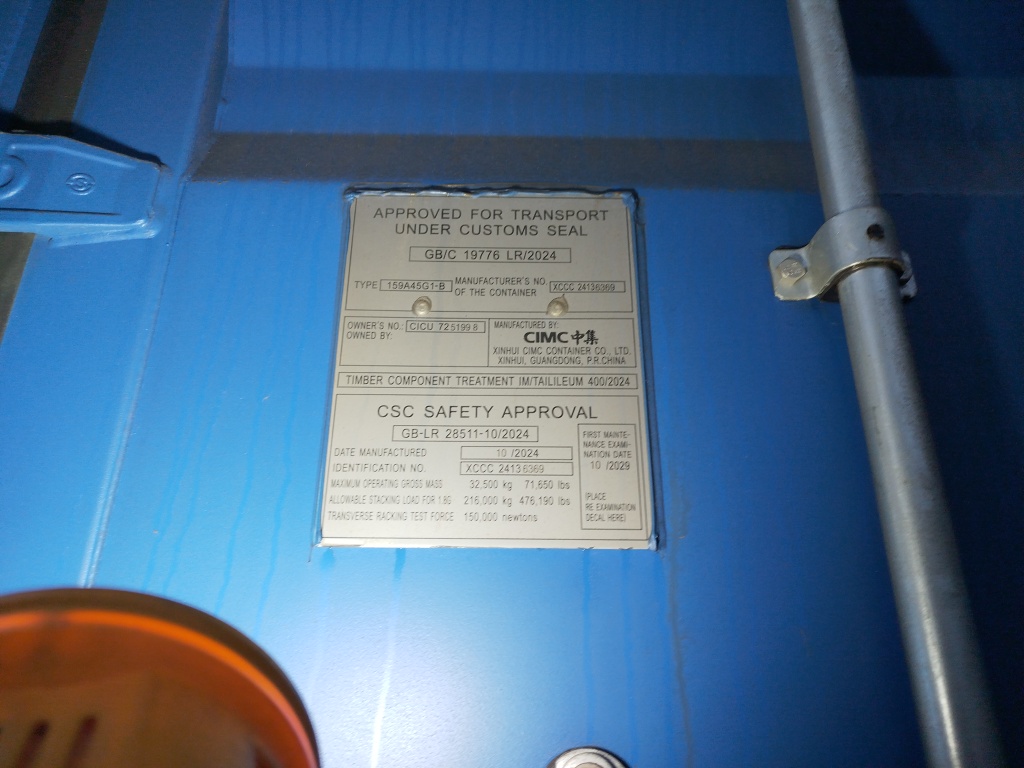 APPROVED FOR TRANSPORT
UNDER CUSTOMS SEAL
GB/C 19776 LR/2024
TYPE 159A45G1-B MANUFACTURER'S NO. OF THE CONTAINER XCCC 24136369
OWNER'S NO.: CICU 725199 8
OWNED BY:
MANUFACTURED BY:
CIMC中集
XINHUI CIMC CONTAINER CO., LTD.
XINHUI, GUANGDONG, P.R.CHINA
TIMBER COMPONENT TREATMENT IM/TAILILEUM 400/2024
CSC SAFETY APPROVAL
GB-LR 28511-10/2024
DATE MANUFACTURED 10 /2024
IDENTIFICATION NO. XCCC 24136369
MAXIMUM OPERATING GROSS MASS 32,500 kg 71,650 lbs
ALLOWABLE STACKING LOAD FOR 1.8G 216,000 kg 476,190 lbs
TRANSVERSE RACKING TEST FORCE 150,000 newtons
FIRST MAINTE-
NANCE EXAMI-
NATION DATE
10 /2029
(PLACE
RE EXAMINATION
DECAL HERE)